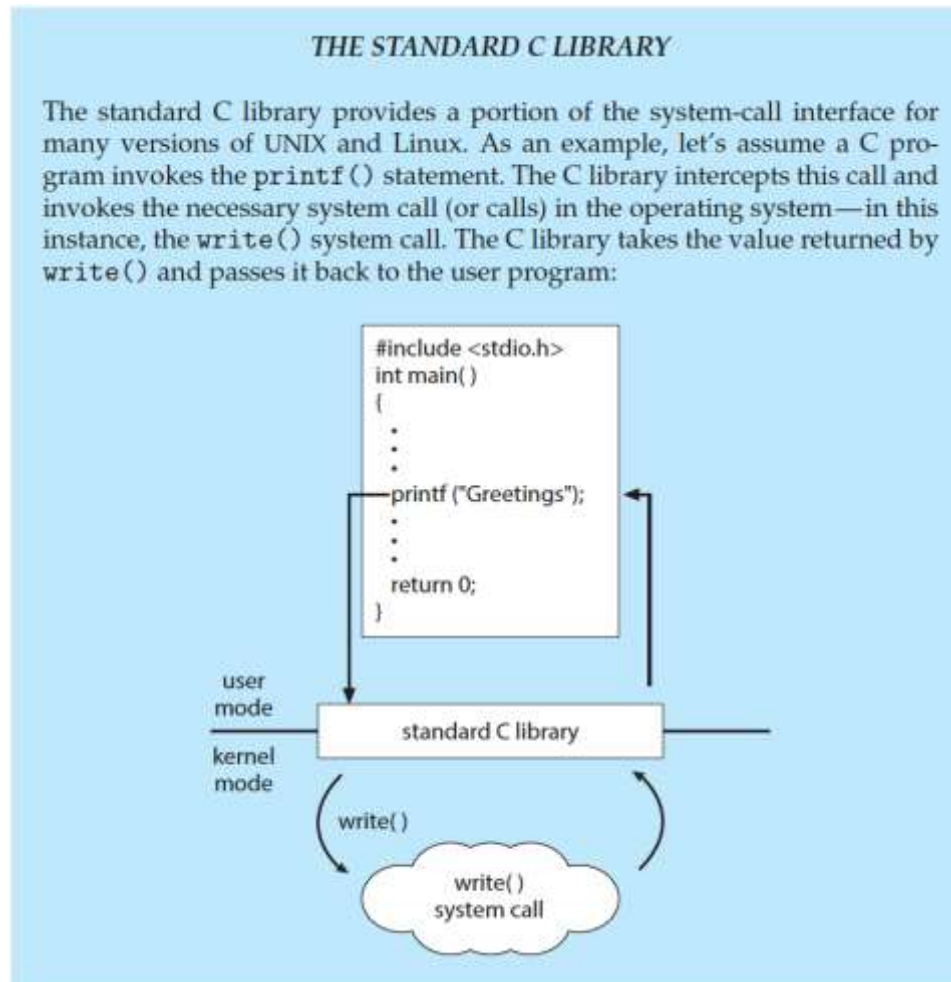 THE STANDARD C LIBRARY
The standard C library provides a portion of the system-call interface for
many versions of UNIX and Linux. As an example, let's assume a C pro-
gram invokes the printf() statement. The C library intercepts this call and
invokes the necessary system call (or calls) in the operating system—in this
instance, the write() system call. The C library takes the value returned by
write() and passes it back to the user program:
#include <stdio.h>
int main( )
{
•
•
•
printf ("Greetings");
•
•
•
return 0;
}
user
mode
standard C library
kernel
mode
write( )
write( )
system call